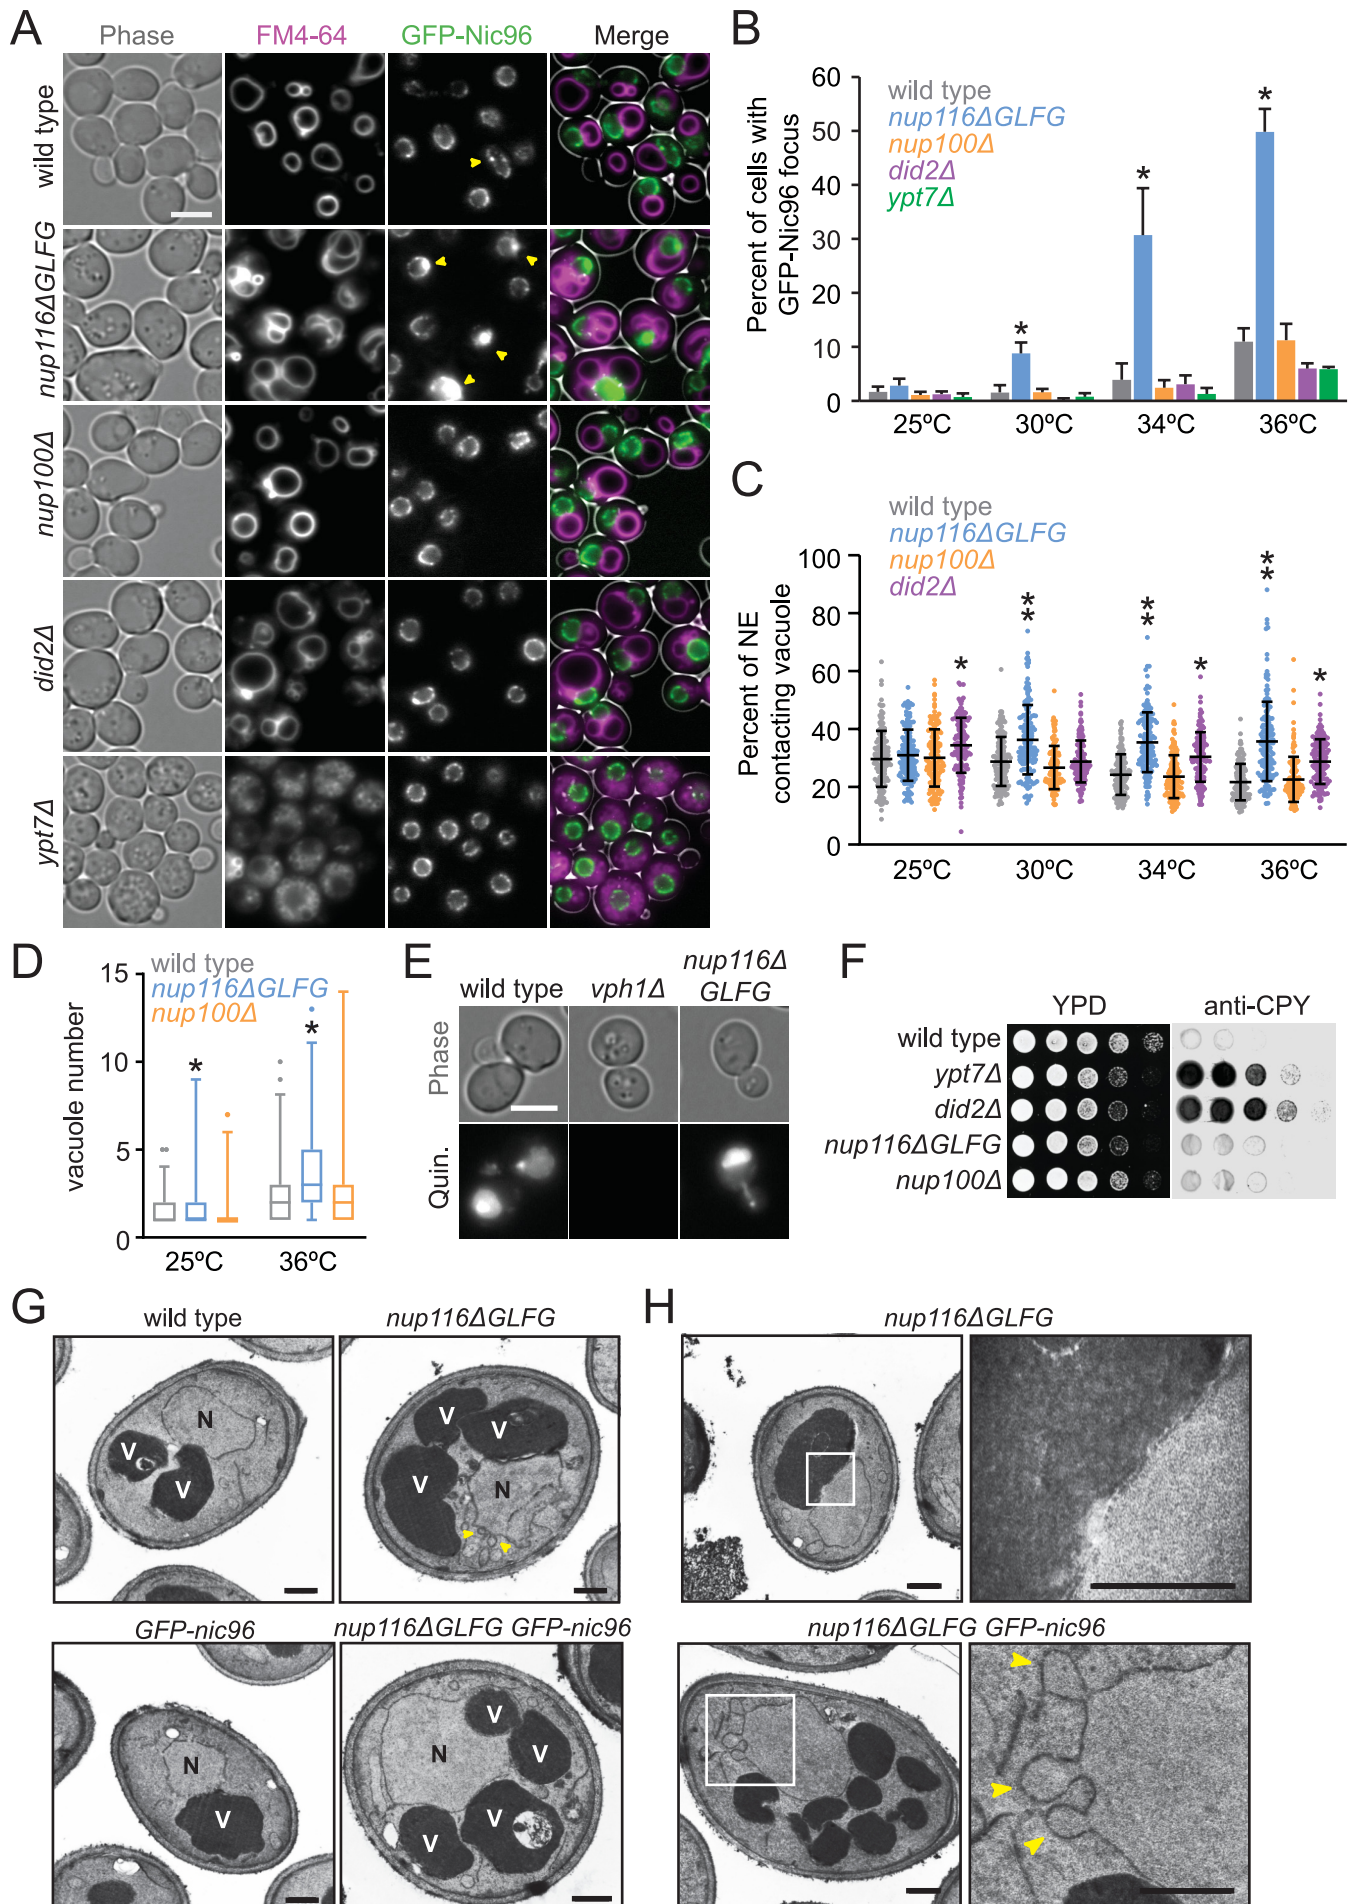 A
Phase
FM4-64
GFP-Nic96
Merge
wild type
nup116ΔGLFG
nup100Δ
did2Δ
ypt7Δ
B
Percent of cells with
GFP-Nic96 focus
wild type
nup116ΔGLFG
nup100Δ
did2Δ
ypt7Δ
60
50
40
30
20
10
0
* * *
25ºC 30ºC 34ºC 36ºC
C
Percent of NE
contacting vacuole
wild type
nup116ΔGLFG
nup100Δ
did2Δ
100
80
60
40
20
0
* ** ** * ** *
25ºC 30ºC 34ºC 36ºC
D
vacuole number
wild type
nup116ΔGLFG
nup100Δ
15
10
5
0
* *
25ºC 36ºC
E
wild type
vph1Δ
nup116Δ
GLFG
Phase
Quin.
F
YPD
anti-CPY
wild type
ypt7Δ
did2Δ
nup116ΔGLFG
nup100Δ
G
wild type
nup116ΔGLFG
N
V
V
V
V
V
N
GFP-nic96
nup116ΔGLFG GFP-nic96
N
V
N
V
V
V
V
H
nup116ΔGLFG
nup116ΔGLFG GFP-nic96